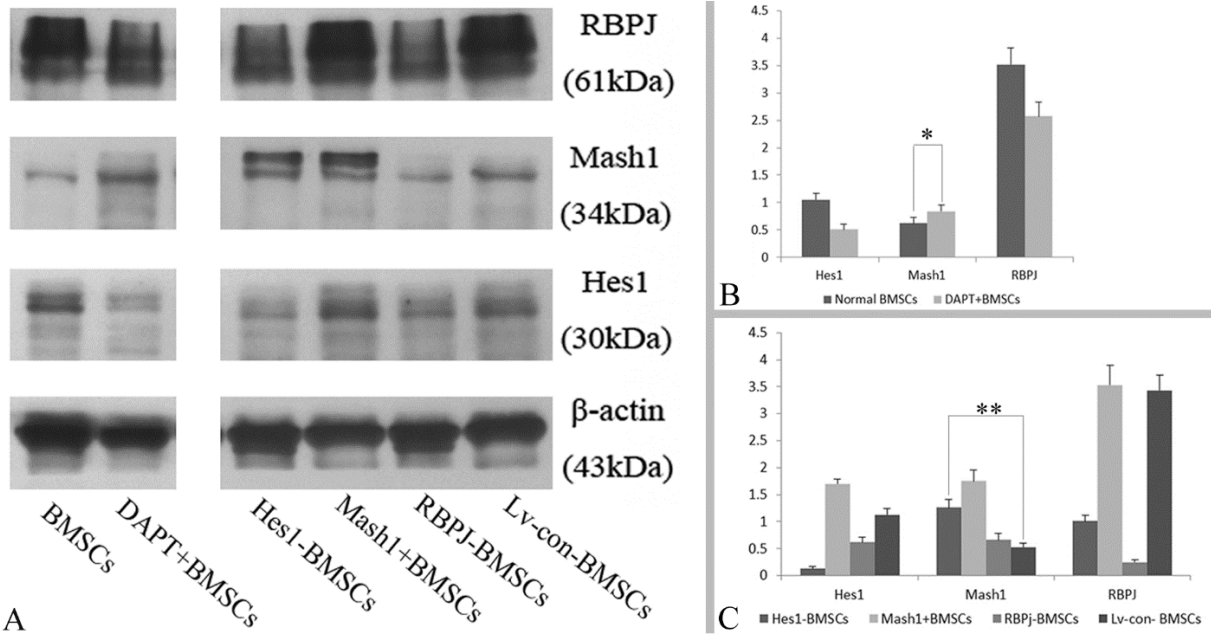 RBPJ
(61kDa)
Mash1
(34kDa)
Hes1
(30kDa)
β-actin
(43kDa)
BMSCs
DAPT+BMSCs
Hes1-BMSCs
Mash1+BMSCs
RBPJ-BMSCs
Lv-con-BMSCs
A
4.5
4
3.5
3
2.5
2
1.5
1
0.5
0
*
Hes1 Mash1 RBPJ
Normal BMSCs DAPT+BMSCs
B
4.5
4
3.5
3
2.5
2
1.5
1
0.5
0
**
Hes1 Mash1 RBPJ
Hes1-BMSCs Mash1+BMSCs RBPj-BMSCs Lv-con- BMSCs
C